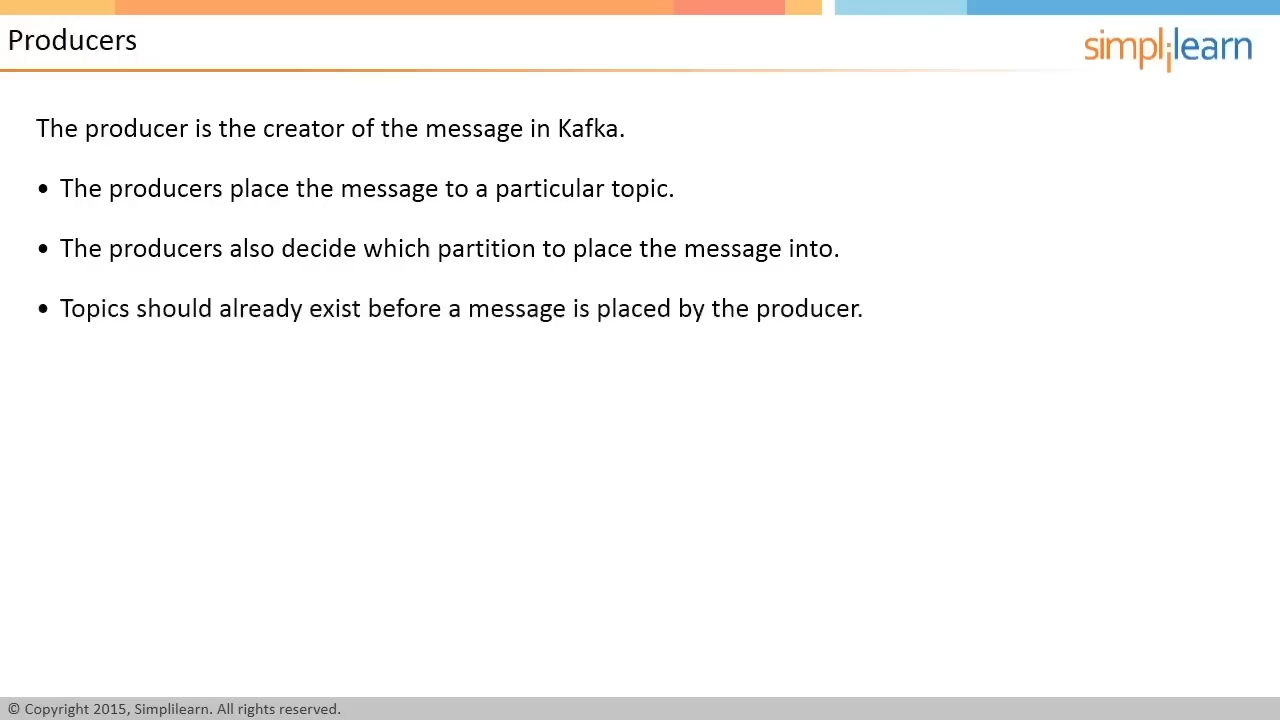 Producers
simplilearn
The producer is the creator of the message in Kafka.
• The producers place the message to a particular topic.
• The producers also decide which partition to place the message into.
• Topics should already exist before a message is placed by the producer.
© Copyright 2015, Simplilearn. All rights reserved.